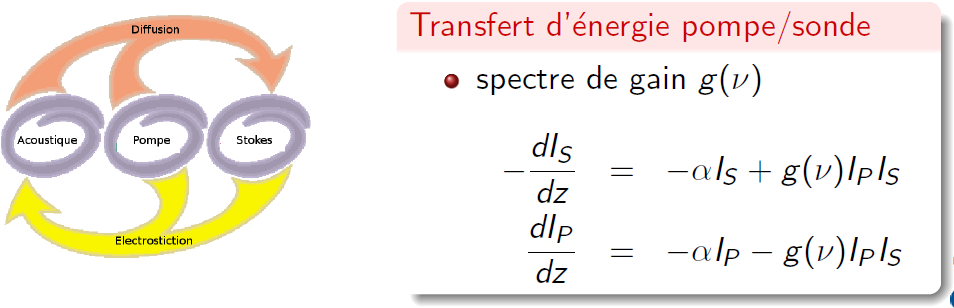 Diffusion
Acoustique Pompe Stokes
Electrostiction
Transfert d'énergie pompe/sonde
spectre de gain g(ν)
−dI_S/dz = −αI_S + g(ν)I_P I_S
dI_P/dz = −αI_P − g(ν)I_P I_S